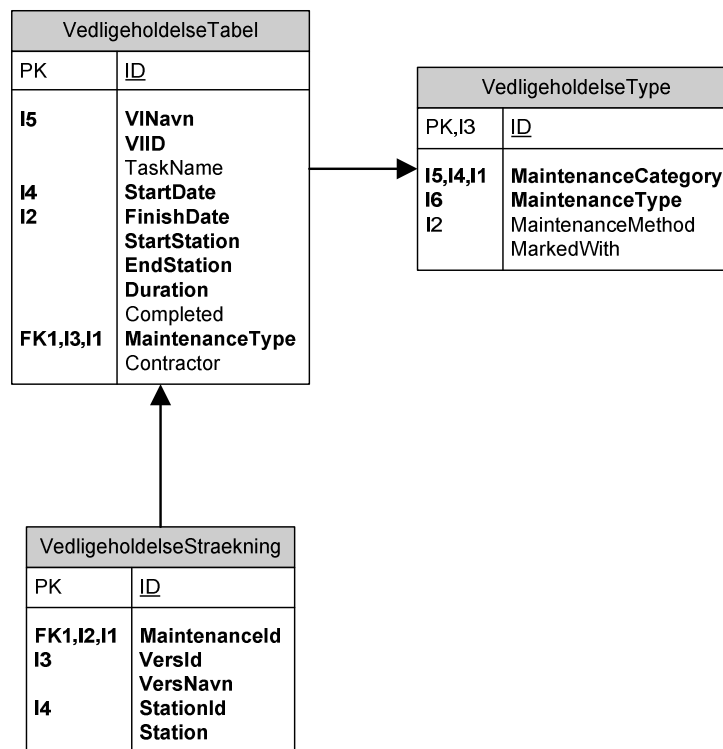 VedligeholdelseTabel
PK ID
I5 VINavn
VIID
TaskName
I4 StartDate
I2 FinishDate
StartStation
EndStation
Duration
Completed
FK1,I3,I1 MaintenanceType
Contractor
VedligeholdelseType
PK,I3 ID
I5,I4,I1 MaintenanceCategory
I6 MaintenanceType
I2 MaintenanceMethod
MarkedWith
VedligeholdelseStraekning
PK ID
FK1,I2,I1 MaintenanceId
I3 VersId
VersNavn
I4 StationId
Station